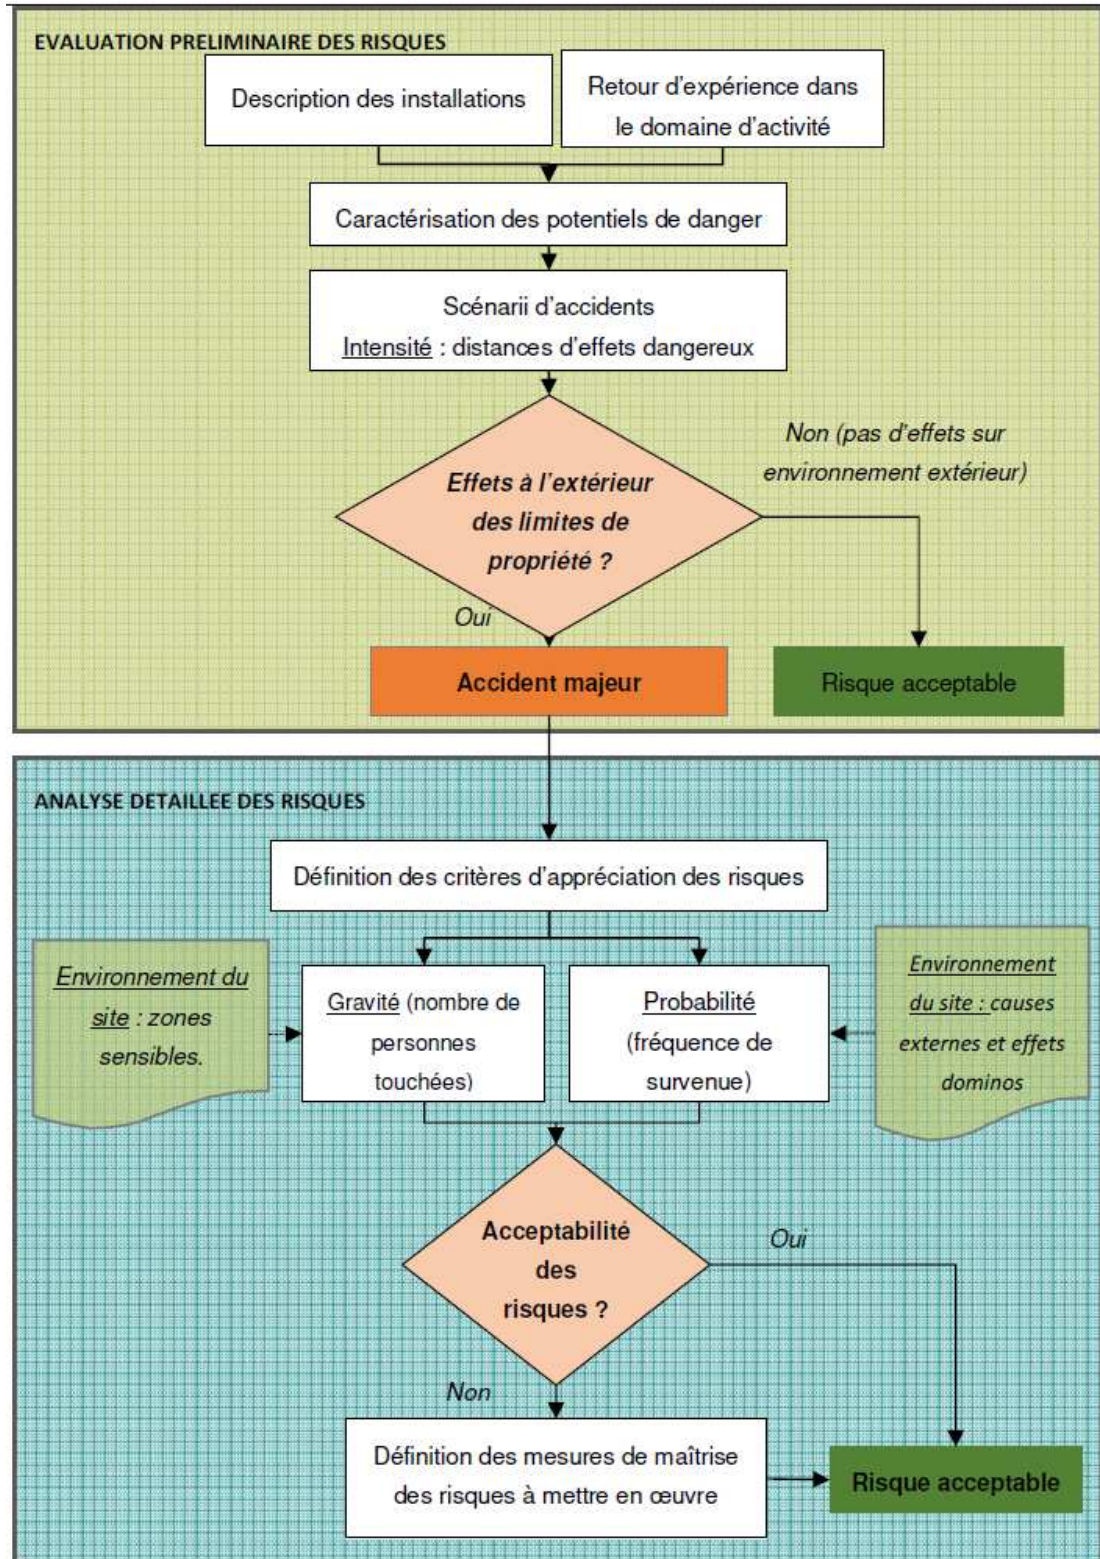 EVALUATION PRELIMINAIRE DES RISQUES
Description des installations
Retour d'expérience dans
le domaine d'activité
Caractérisation des potentiels de danger
Scénarii d'accidents
Intensité : distances d'effets dangereux
Non (pas d'effets sur
environnement extérieur)
Effets à l'extérieur
des limites de
propriété ?
Oui
Accident majeur
Risque acceptable
ANALYSE DETAILLEE DES RISQUES
Définition des critères d'appréciation des risques
Environnement du
site : zones
sensibles.
Gravité (nombre de
personnes
touchées)
Probabilité
(fréquence de
survenue)
Environnement
du site : causes
externes et effets
dominos
Acceptabilité
des
risques ?
Oui
Non
Définition des mesures de maîtrise
des risques à mettre en œuvre
Risque acceptable